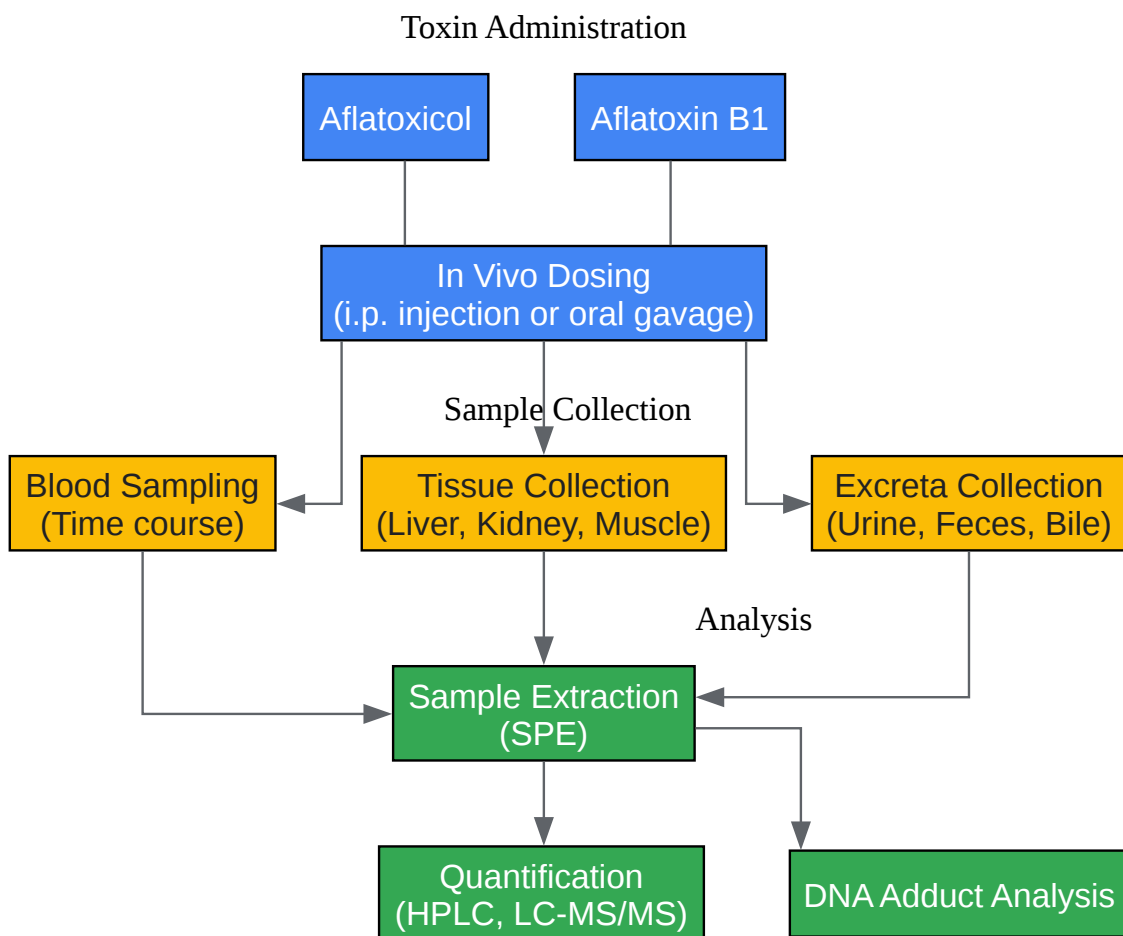 Toxin Administration
Aflatoxicol
Aflatoxin B1
In Vivo Dosing
(i.p. injection or oral gavage)
Sample Collection
Blood Sampling
(Time course)
Tissue Collection
(Liver, Kidney, Muscle)
Excreta Collection
(Urine, Feces, Bile)
Analysis
Sample Extraction
(SPE)
Quantification
(HPLC, LC-MS/MS)
DNA Adduct Analysis